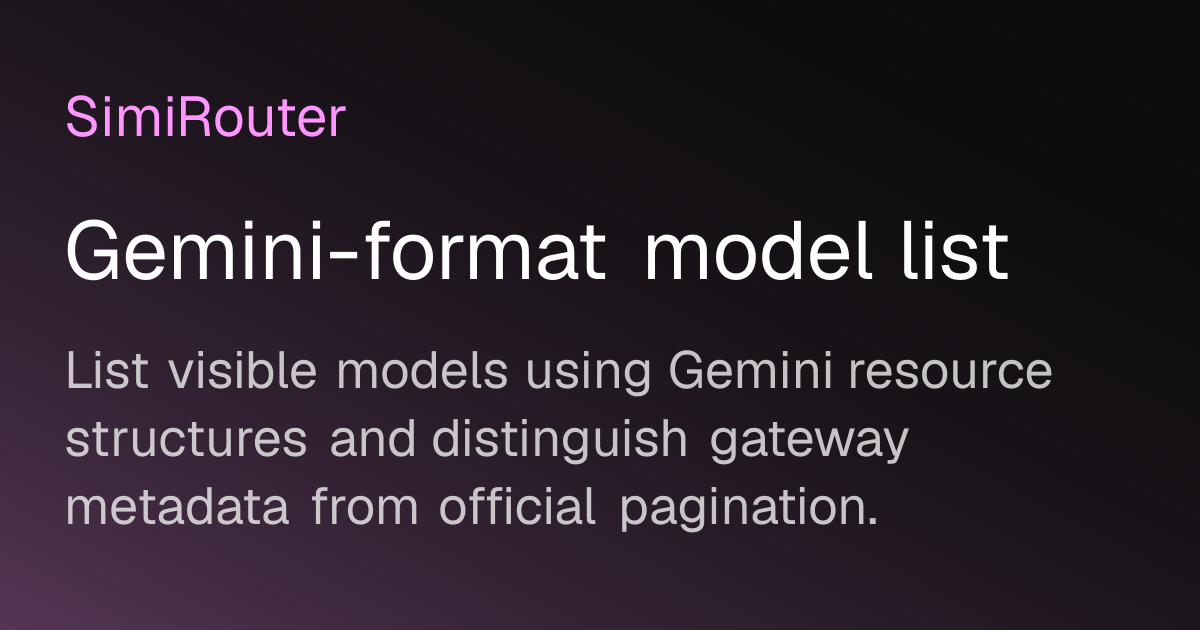 SimiRouter
Gemini-format model list
List visible models using Gemini resource
structures and distinguish gateway
metadata from official pagination.